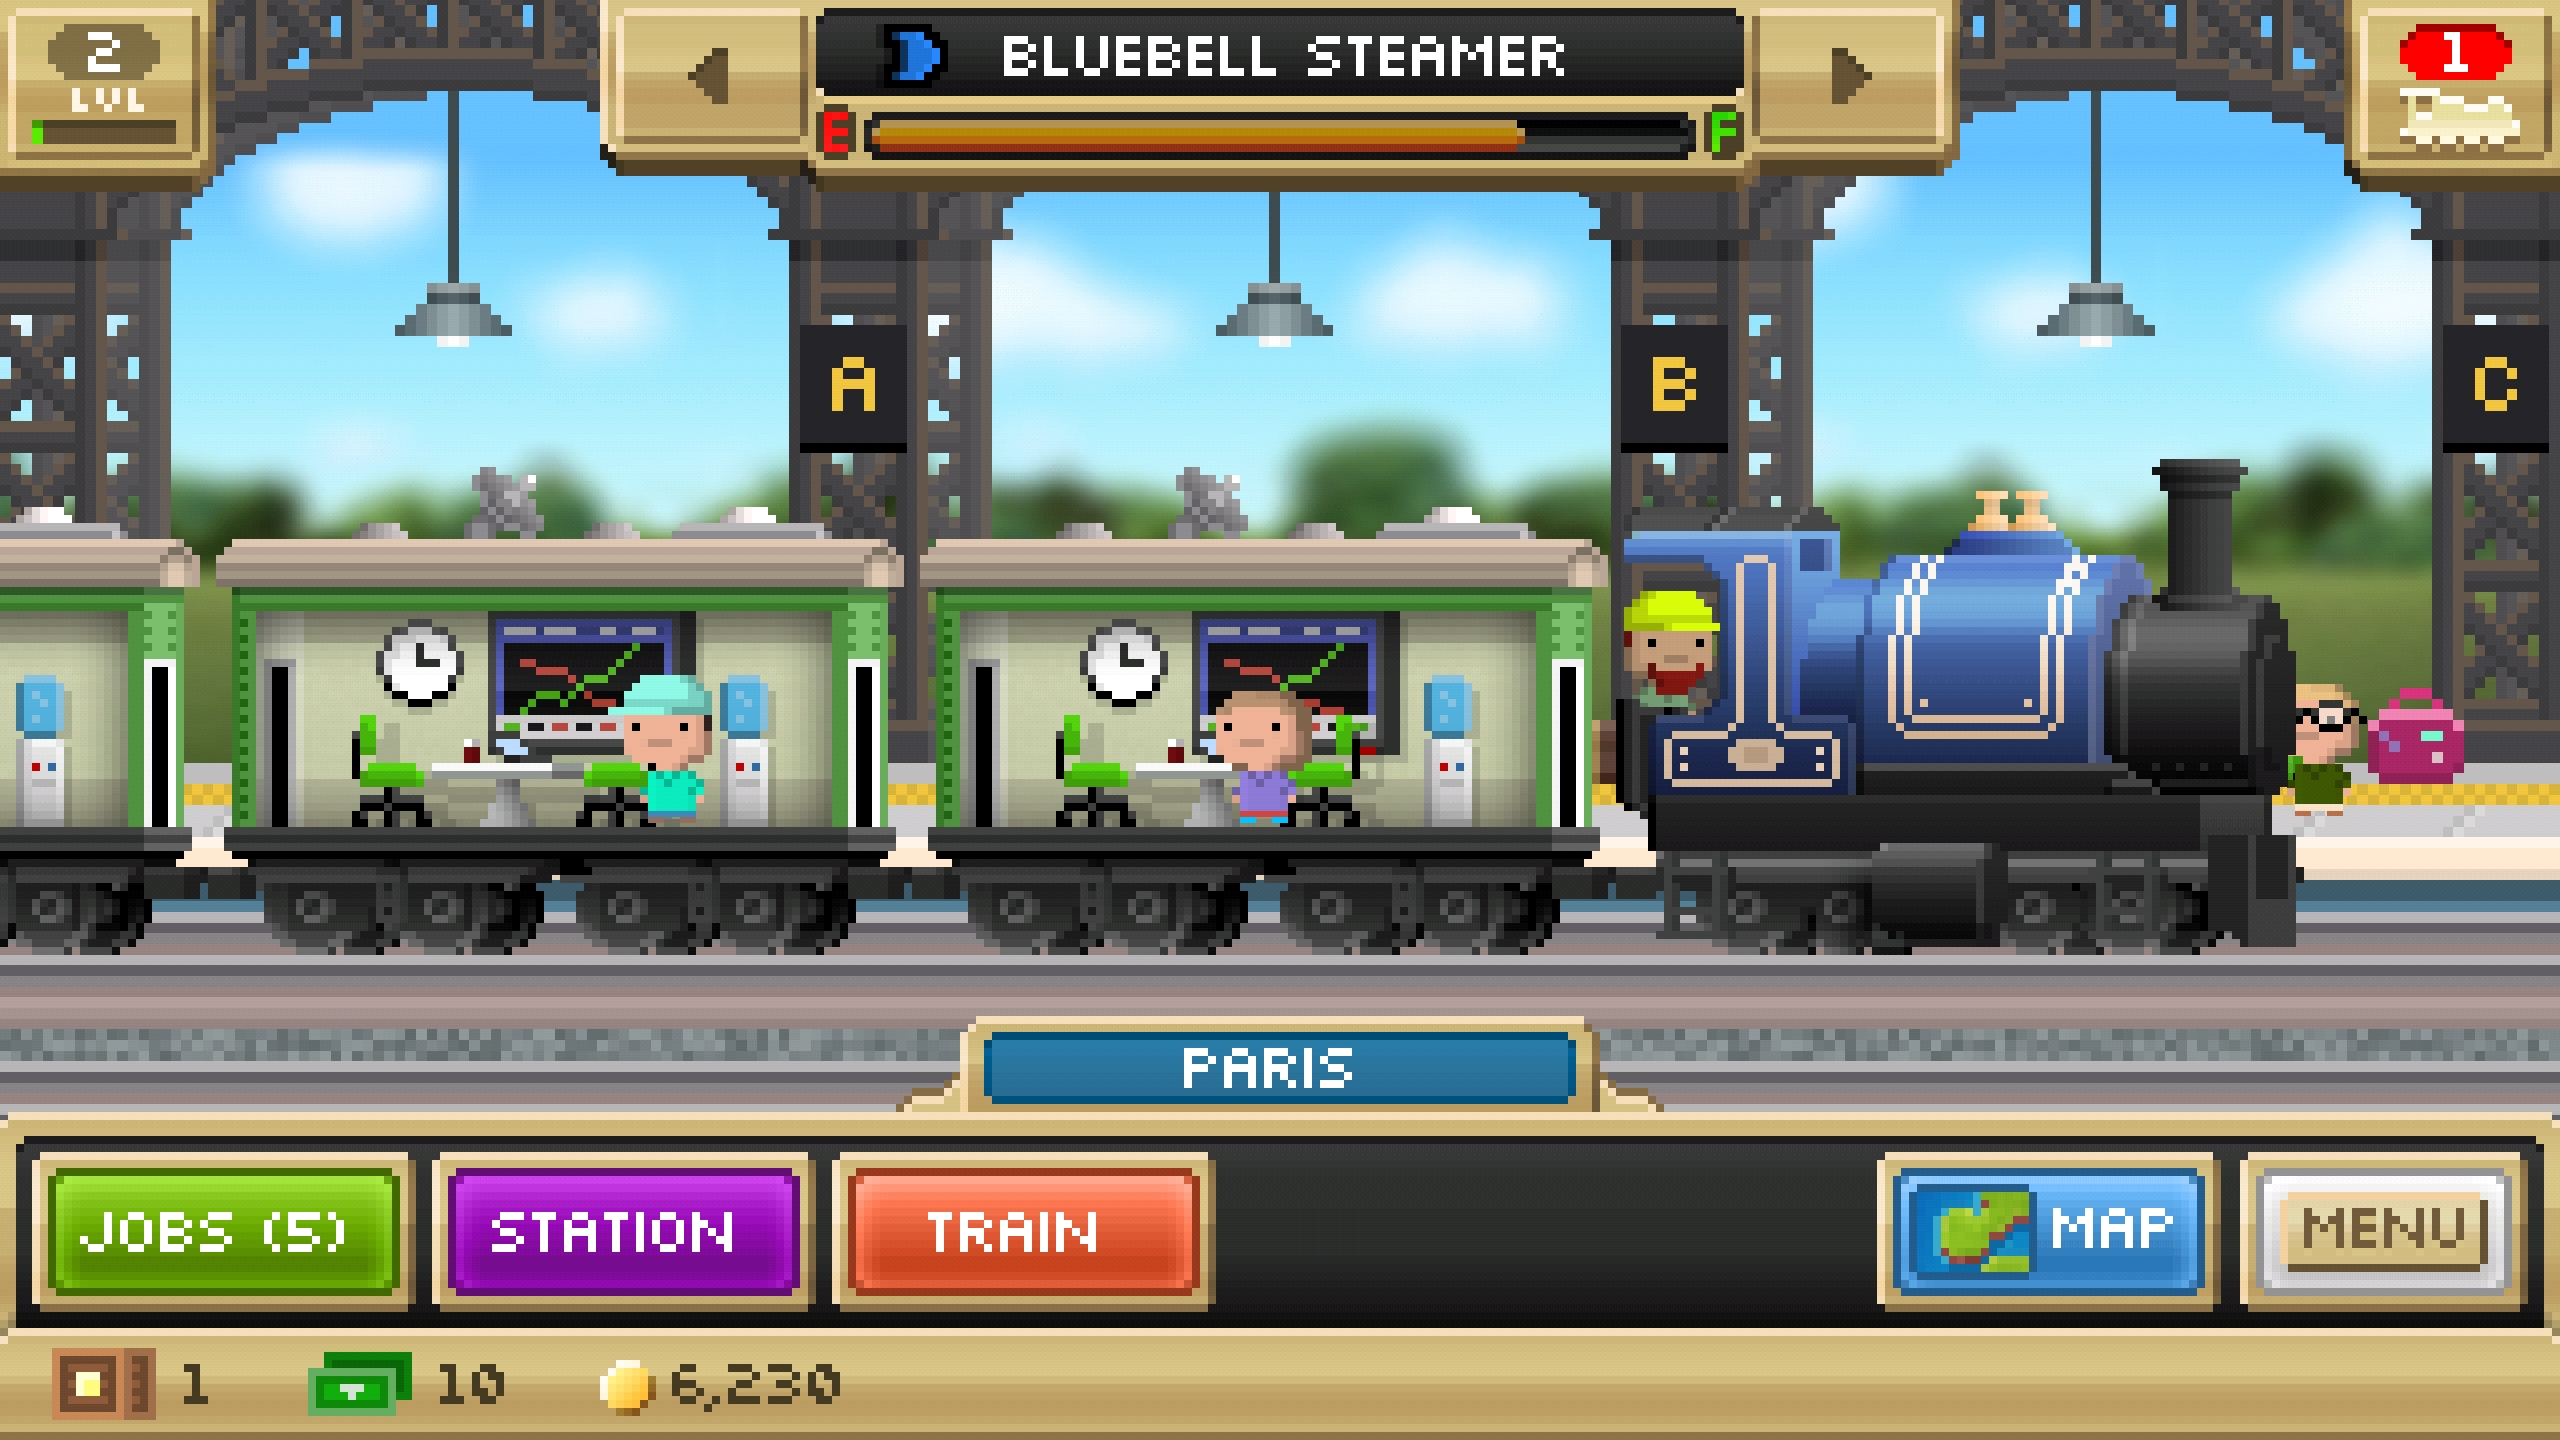 2
LVL
BLUEBELL STEAMER
E F
1
A
B
C
PARIS
JOBS (5)
STATION
TRAIN
MAP
MENU
1
10
6,230